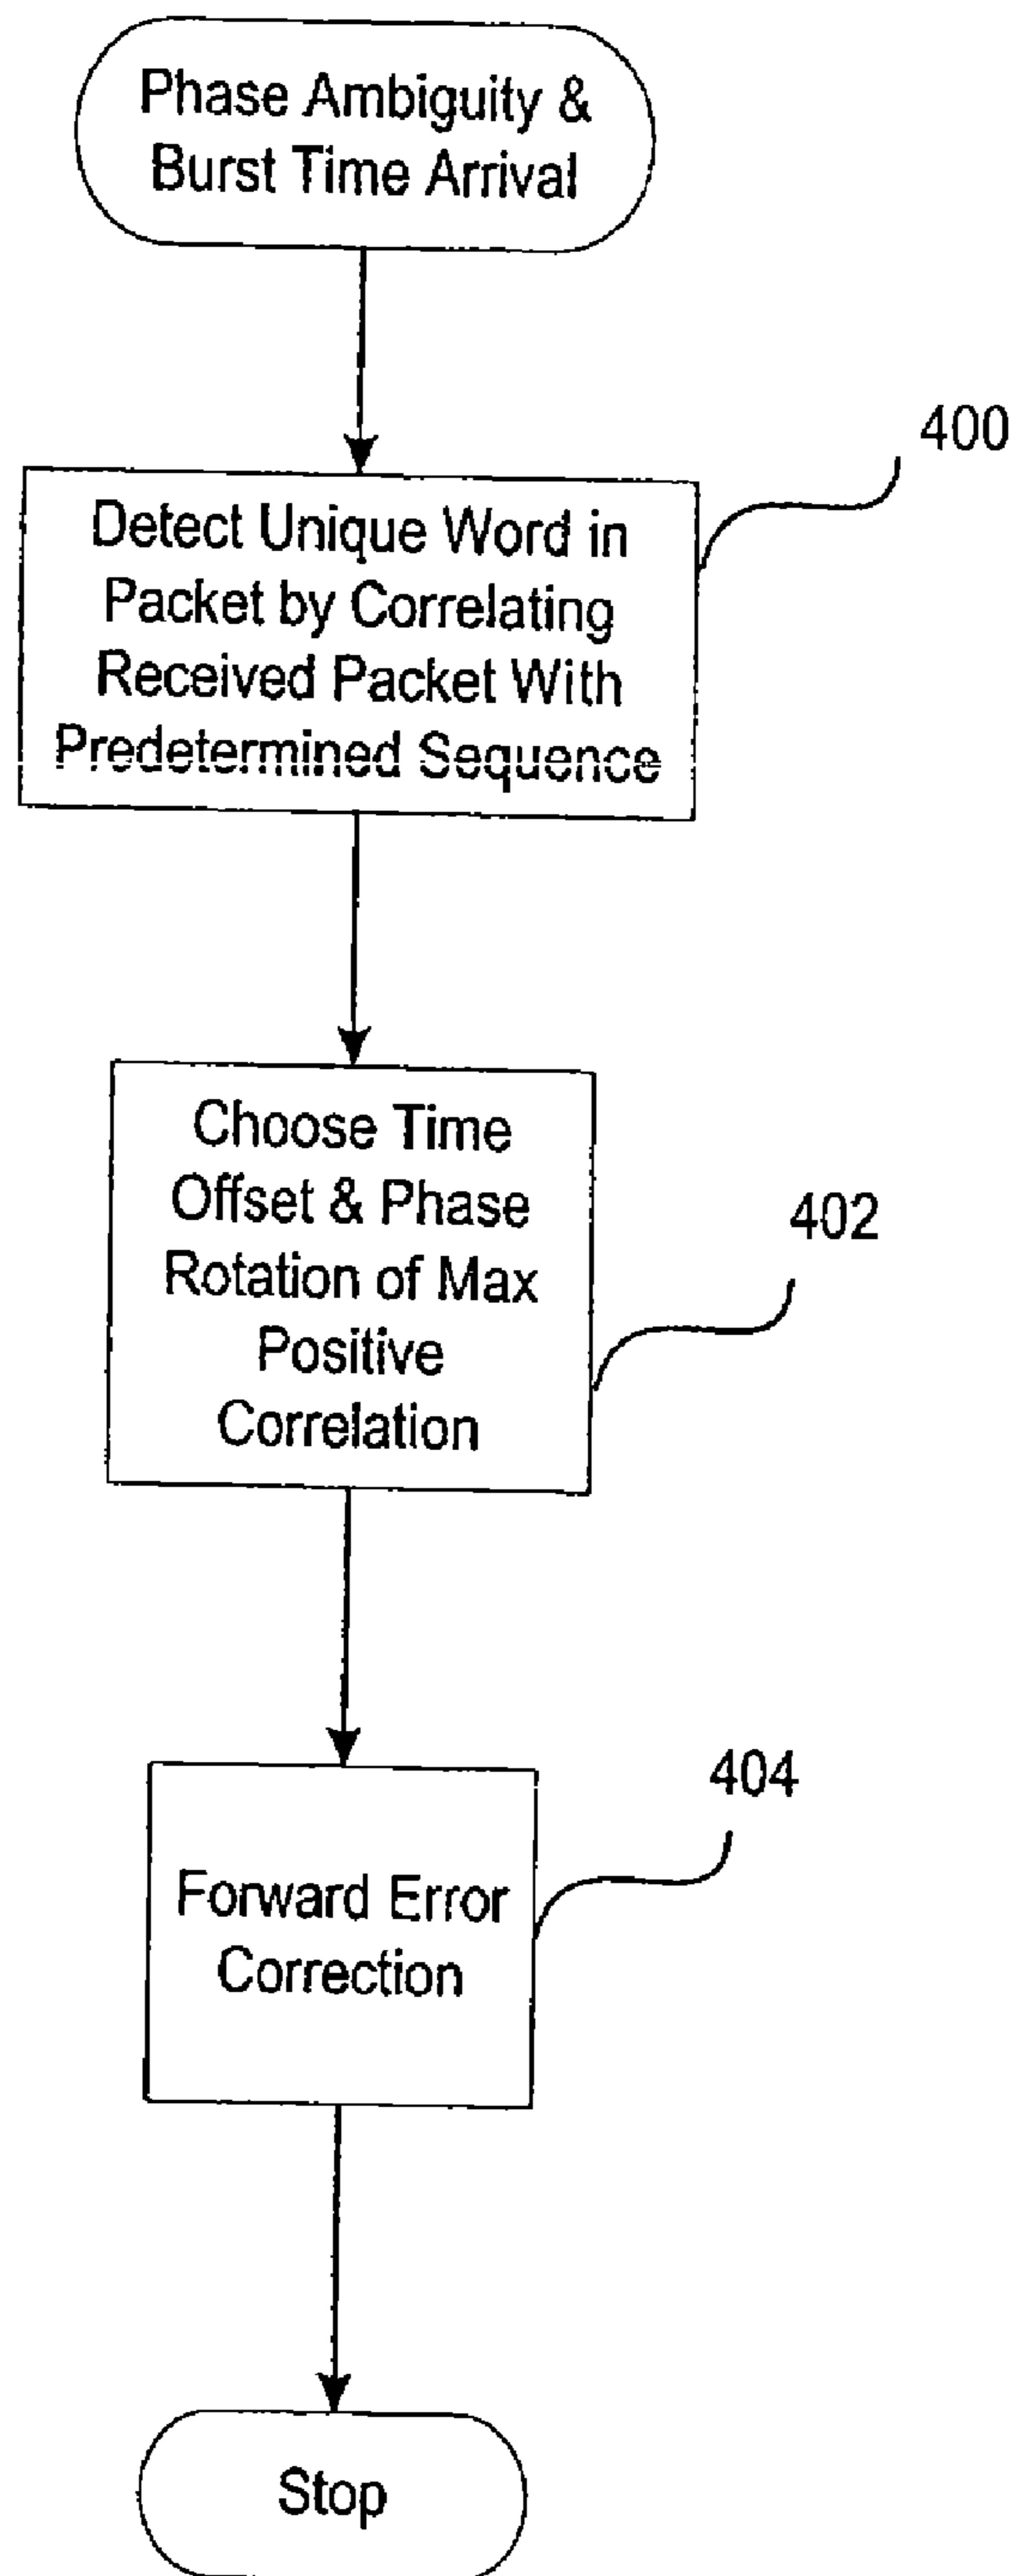 Phase Ambiguity &
Burst Time Arrival
400
Detect Unique Word in
Packet by Correlating
Received Packet With
Predetermined Sequence
Choose Time
Offset & Phase
Rotation of Max
Positive
Correlation
402
404
Forward Error
Correction
Stop